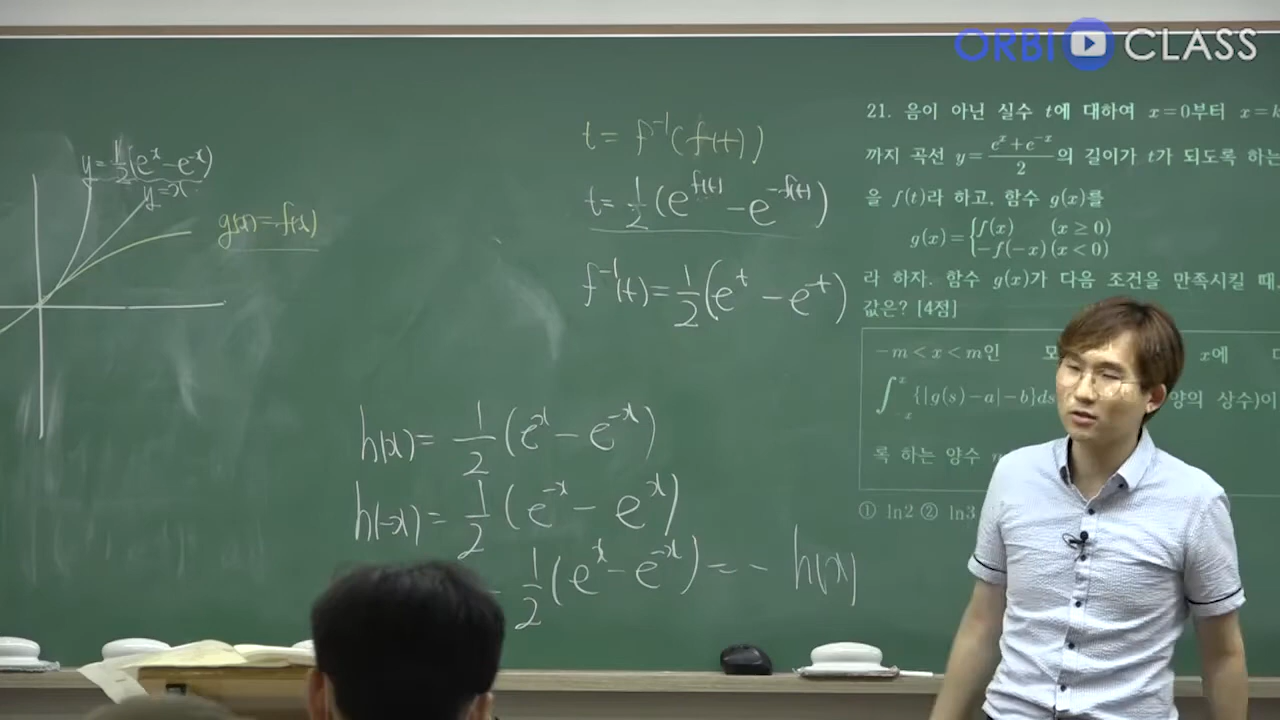 ORBI CLASS
y=½(eˣ−e⁻ˣ)
y=x
g(x)=f(x)
t= f⁻¹(f(t))
t=½(e^{f(t)}−e^{−f(t)})
f⁻¹(t)=½(eᵗ−e⁻ᵗ)
h(x)=½(eˣ−e⁻ˣ)
h(-x)=½(e⁻ˣ−eˣ)
-½(eˣ−e⁻ˣ)=-h(x)
21. 음이 아닌 실수 t에 대하여 x=0부터 x=
까지 곡선 y=(eˣ+e⁻ˣ)/2의 길이가 t가 되도록 하는
을 f(t)라 하고, 함수 g(x)를
g(x)={f(x) (x≥0)
−f(−x) (x<0)
라 하자. 함수 g(x)가 다음 조건을 만족시킬 때,
값은? [4점]
−m<x<m인 x에
∫₋ₓˣ{|g(s)−a|−b}ds 양의 상수)이
록 하는 양수
① ln2 ② ln3